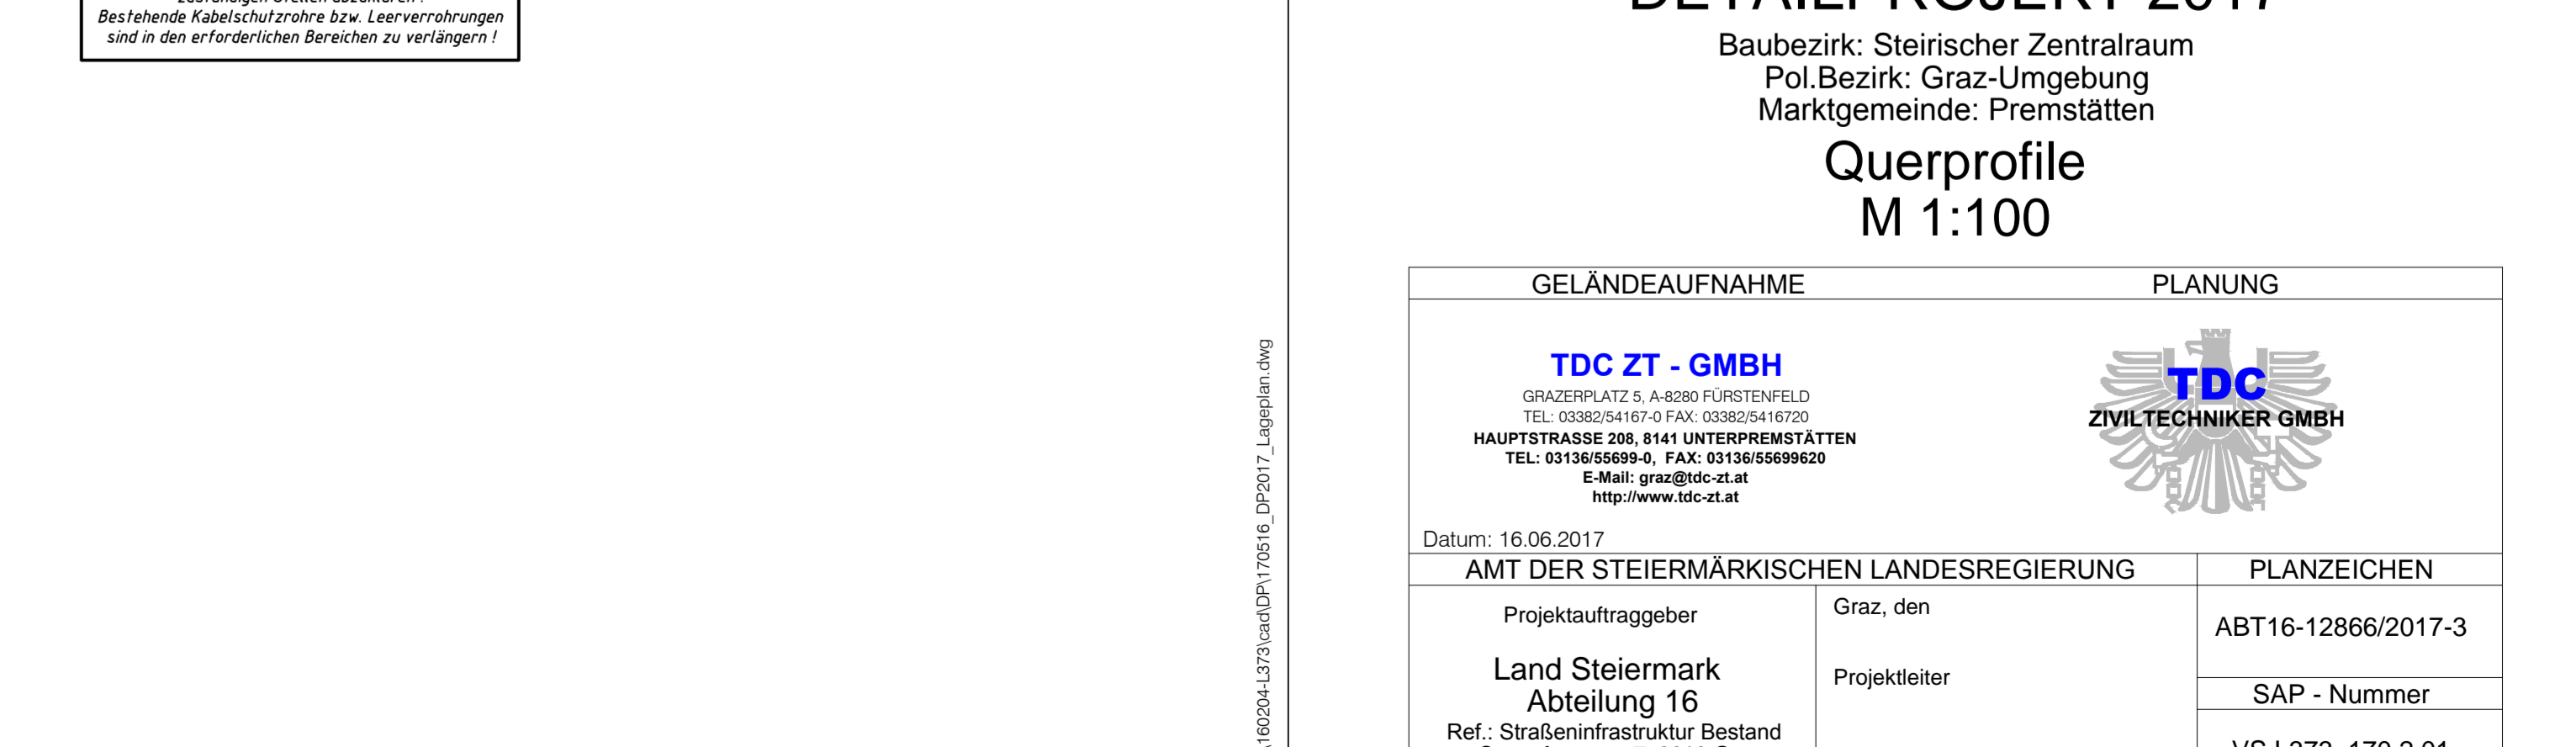 zuständigen Stellen abzuklären !
Bestehende Kabelschutzrohre bzw. Leerverrohrungen
sind in den erforderlichen Bereichen zu verlängern !
\160204-L373\cad\DP\170516_DP2017_Lageplan.dwg
DETAILPROJEKT 2017
Baubezirk: Steirischer Zentralraum
Pol.Bezirk: Graz-Umgebung
Marktgemeinde: Premstätten
Querprofile
M 1:100
GELÄNDEAUFNAHME
PLANUNG
TDC ZT - GMBH
GRAZERPLATZ 5, A-8280 FÜRSTENFELD
TEL: 03382/54167-0 FAX: 03382/5416720
HAUPTSTRASSE 208, 8141 UNTERPREMSTÄTTEN
TEL: 03136/55699-0, FAX: 03136/55699620
E-Mail: graz@tdc-zt.at
http://www.tdc-zt.at
TDC
ZIVILTECHNIKER GMBH
Datum: 16.06.2017
AMT DER STEIERMÄRKISCHEN LANDESREGIERUNG
PLANZEICHEN
Projektauftraggeber
Land Steiermark
Abteilung 16
Ref.: Straßeninfrastruktur Bestand
Graz, den
Projektleiter
ABT16-12866/2017-3
SAP - Nummer